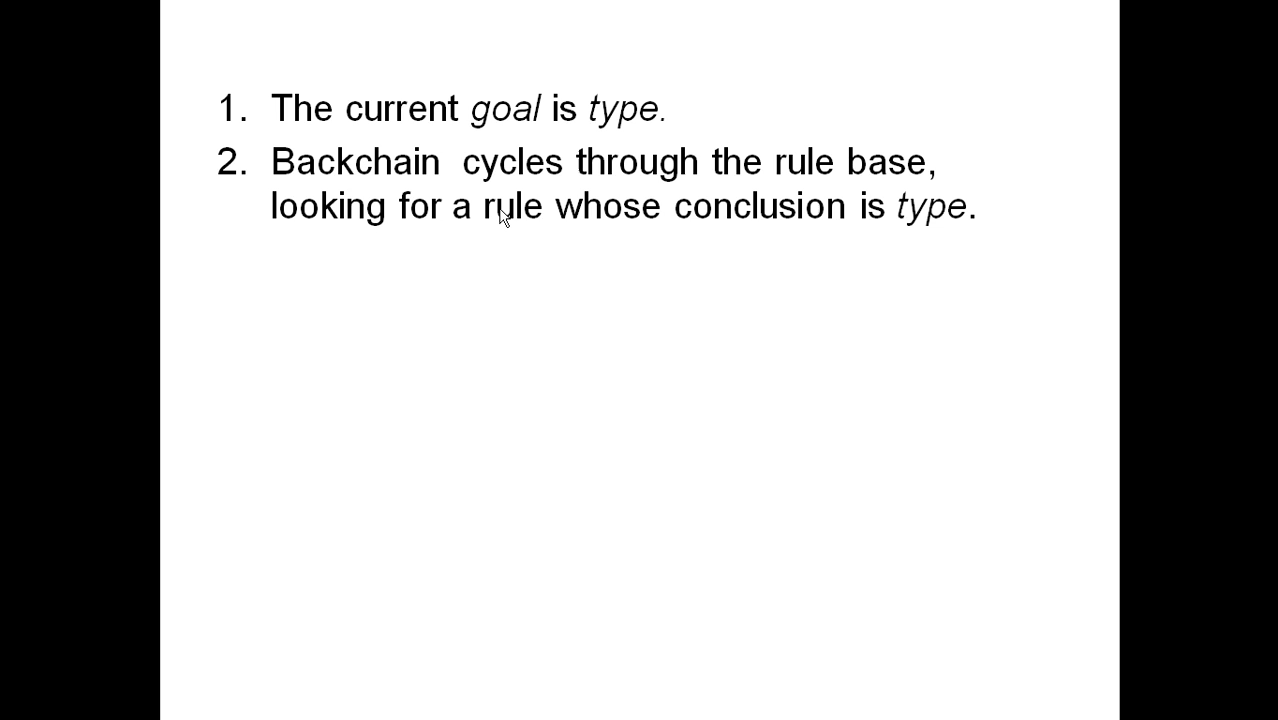 1. The current goal is type.
2. Backchain cycles through the rule base,
looking for a rule whose conclusion is type.